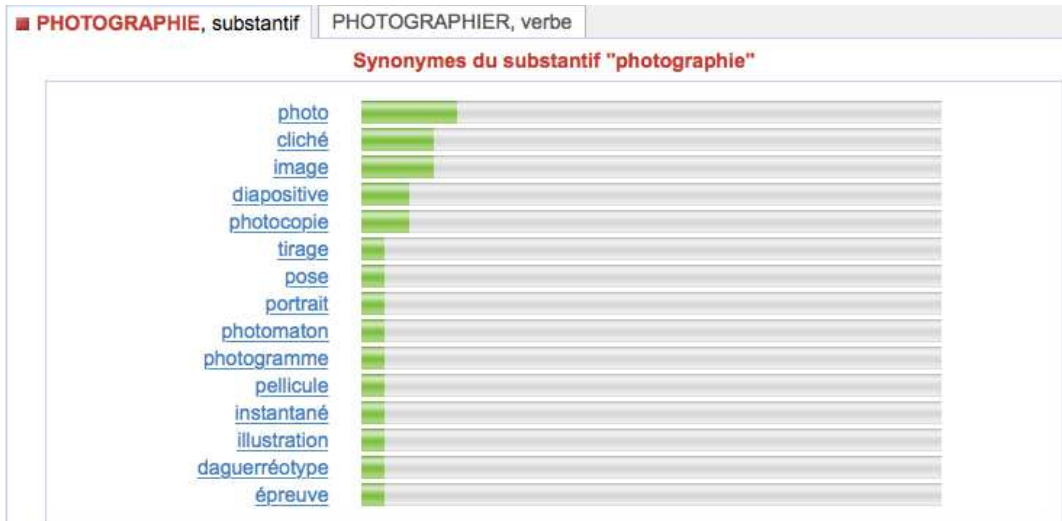 PHOTOGRAPHIE, substantif PHOTOGRAPHIER, verbe
Synonymes du substantif "photographie"
photo
cliché
image
diapositive
photocopie
tirage
pose
portrait
photomaton
photogramme
pellicule
instantané
illustration
daguerréotype
épreuve